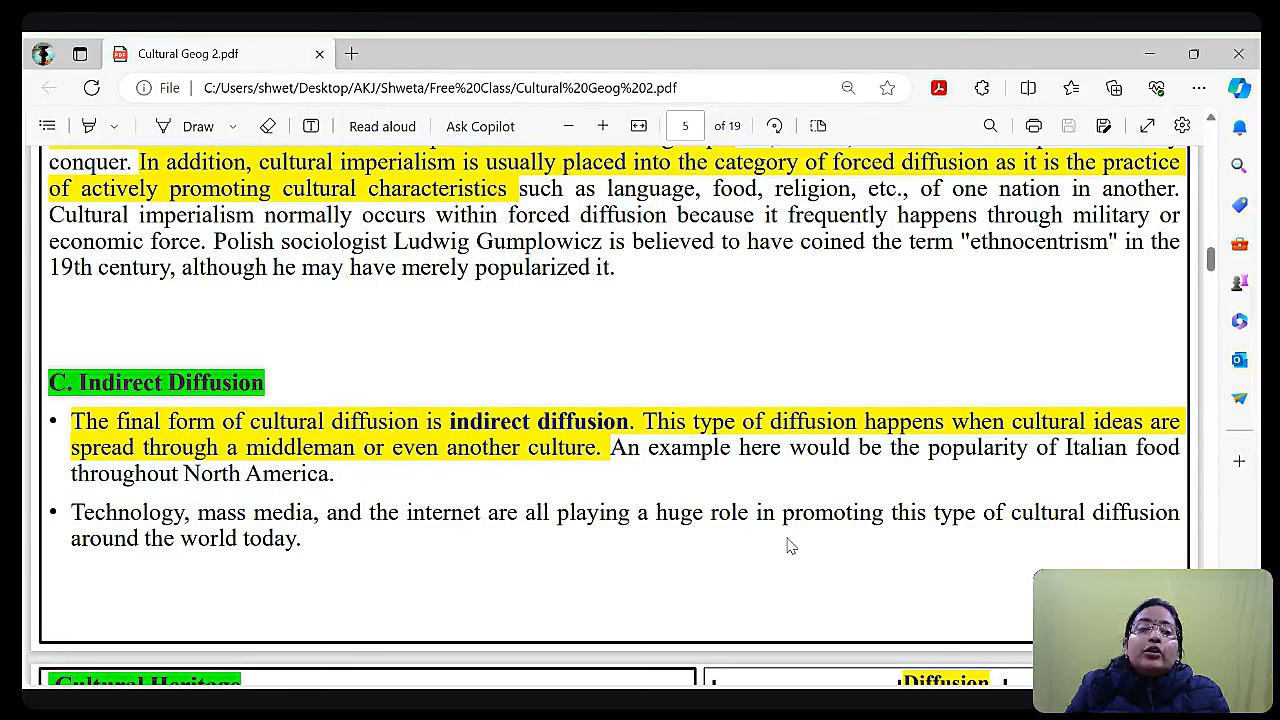 Cultural Geog 2.pdf
File
C:/Users/shwet/Desktop/AKJ/Shweta/Free%20Class/Cultural%20Geog%202.pdf
Draw
Read aloud
Ask Copilot
5
of 19
conquer. In addition, cultural imperialism is usually placed into the category of forced diffusion as it is the practice
of actively promoting cultural characteristics such as language, food, religion, etc., of one nation in another.
Cultural imperialism normally occurs within forced diffusion because it frequently happens through military or
economic force. Polish sociologist Ludwig Gumplowicz is believed to have coined the term "ethnocentrism" in the
19th century, although he may have merely popularized it.
C. Indirect Diffusion
• The final form of cultural diffusion is indirect diffusion. This type of diffusion happens when cultural ideas are
spread through a middleman or even another culture. An example here would be the popularity of Italian food
throughout North America.
• Technology, mass media, and the internet are all playing a huge role in promoting this type of cultural diffusion
around the world today.
Cultural Heritage
Diffusion